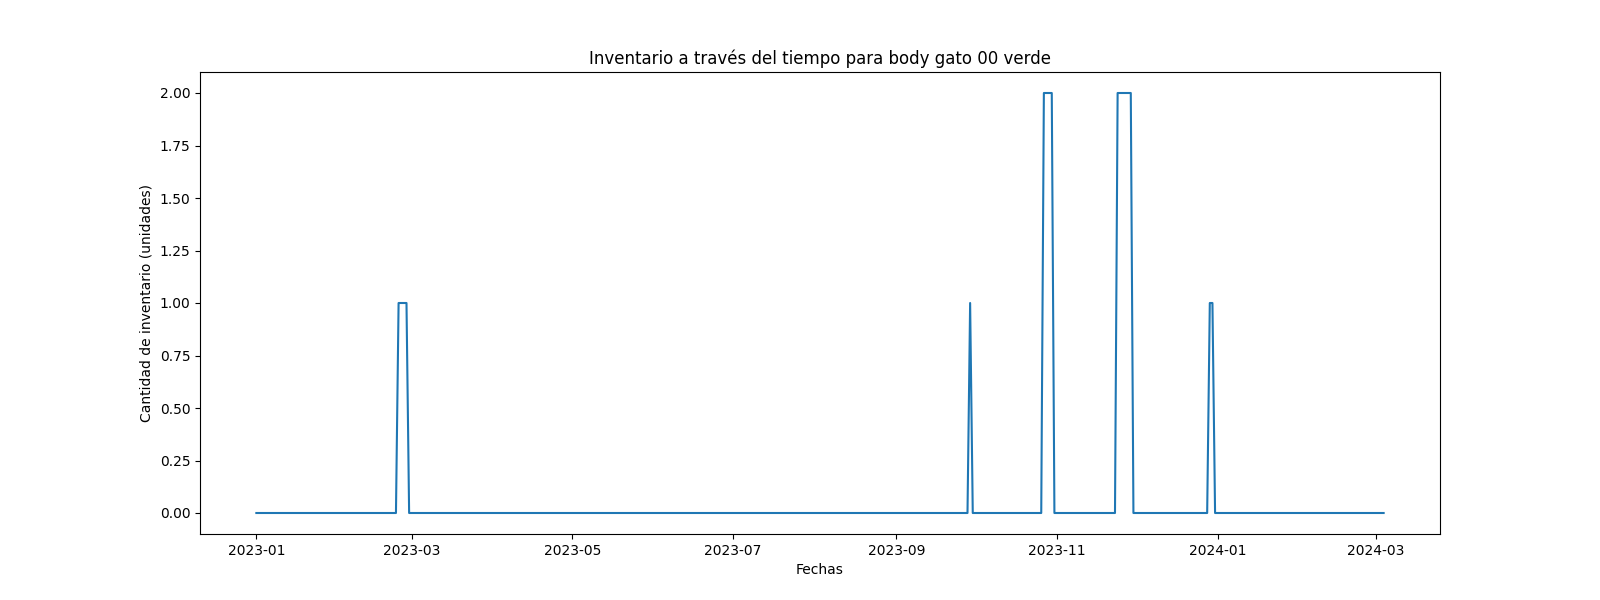 Inventario a través del tiempo para body gato 00 verde
Cantidad de inventario (unidades)
2.00
1.75
1.50
1.25
1.00
0.75
0.50
0.25
0.00
2023-01 2023-03 2023-05 2023-07 2023-09 2023-11 2024-01 2024-03
Fechas